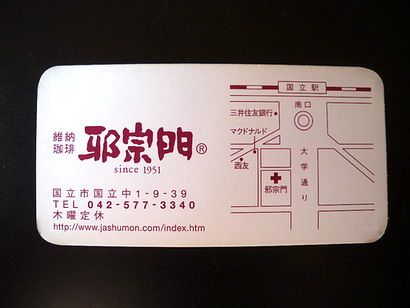 維納
珈琲
邪宗門®
since 1951
国立市国立中1-9-39
TEL 042-577-3340
木曜定休
http://www.jashumon.com/index.htm
国立駅
南口
三井住友銀行
マクドナルド
西友
邪宗門
大学通り